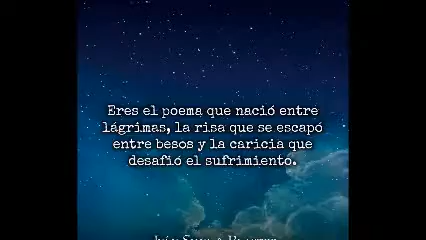 Eres el poema que nació entre
lágrimas, la risa que se escapó
entre besos y la caricia que
desafió el sufrimiento.